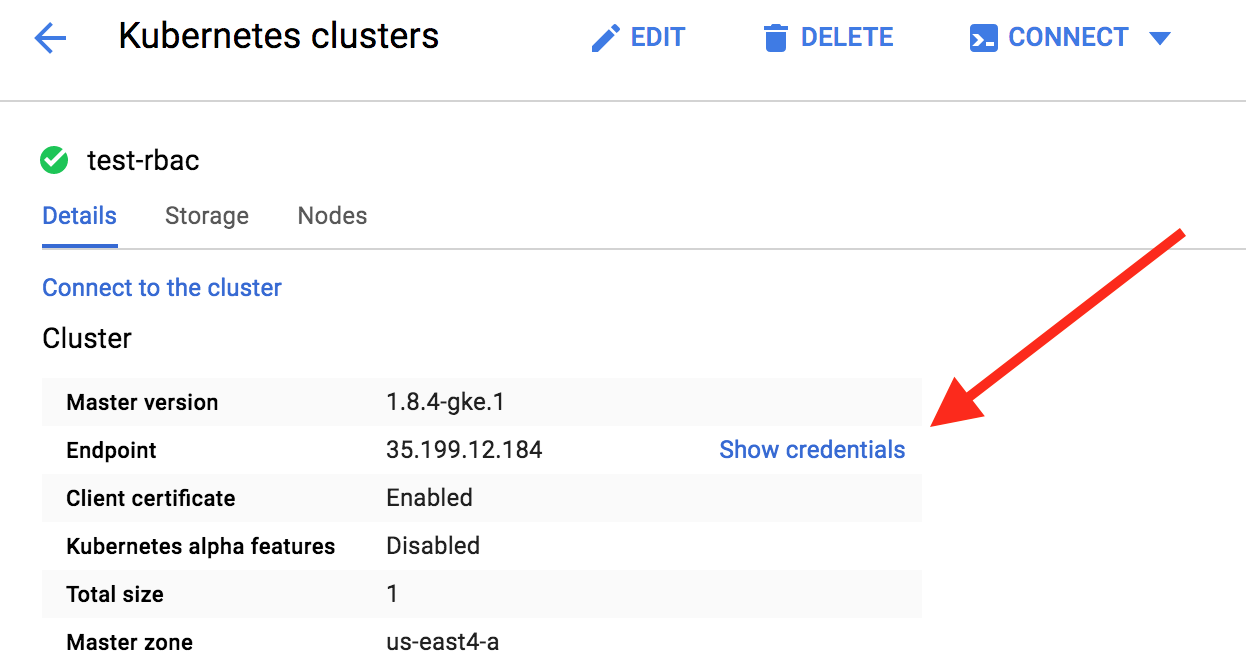 Kubernetes clusters EDIT DELETE CONNECT
test-rbac
Details Storage Nodes
Connect to the cluster
Cluster
Master version 1.8.4-gke.1
Endpoint 35.199.12.184 Show credentials
Client certificate Enabled
Kubernetes alpha features Disabled
Total size 1
Master zone us-east4-a